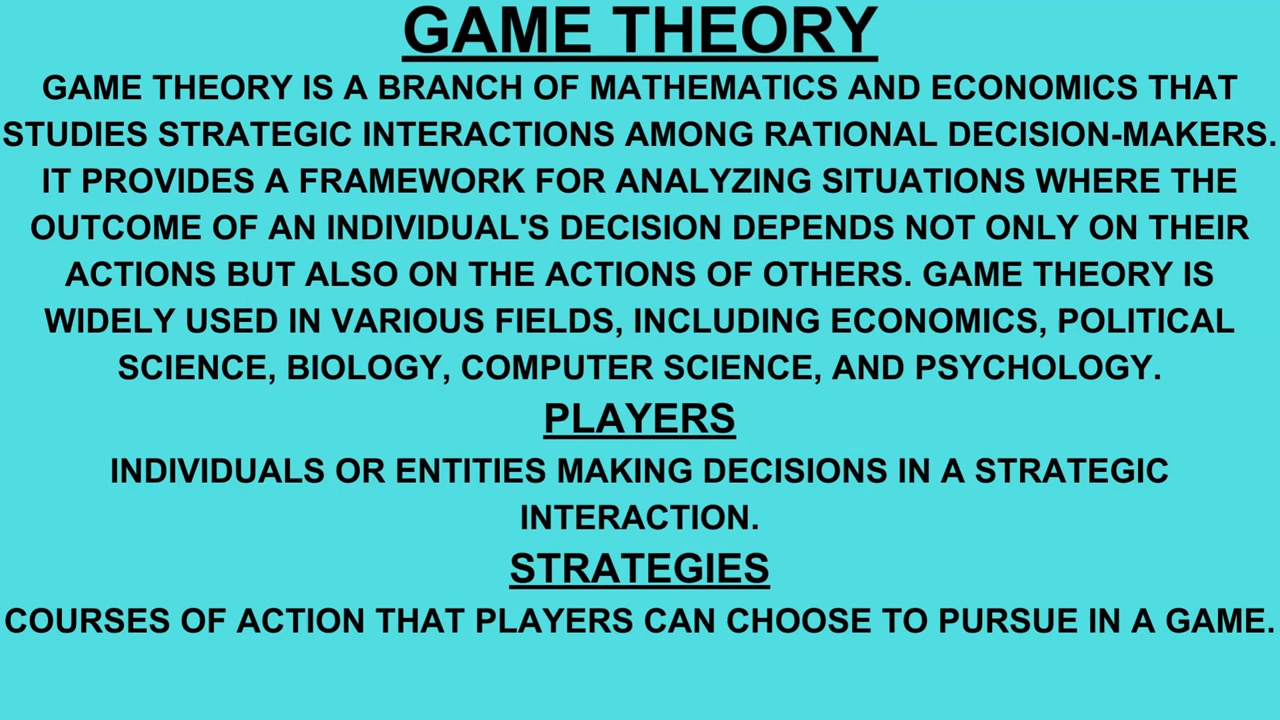 GAME THEORY
GAME THEORY IS A BRANCH OF MATHEMATICS AND ECONOMICS THAT
STUDIES STRATEGIC INTERACTIONS AMONG RATIONAL DECISION-MAKERS.
IT PROVIDES A FRAMEWORK FOR ANALYZING SITUATIONS WHERE THE
OUTCOME OF AN INDIVIDUAL'S DECISION DEPENDS NOT ONLY ON THEIR
ACTIONS BUT ALSO ON THE ACTIONS OF OTHERS. GAME THEORY IS
WIDELY USED IN VARIOUS FIELDS, INCLUDING ECONOMICS, POLITICAL
SCIENCE, BIOLOGY, COMPUTER SCIENCE, AND PSYCHOLOGY.
PLAYERS
INDIVIDUALS OR ENTITIES MAKING DECISIONS IN A STRATEGIC
INTERACTION.
STRATEGIES
COURSES OF ACTION THAT PLAYERS CAN CHOOSE TO PURSUE IN A GAME.